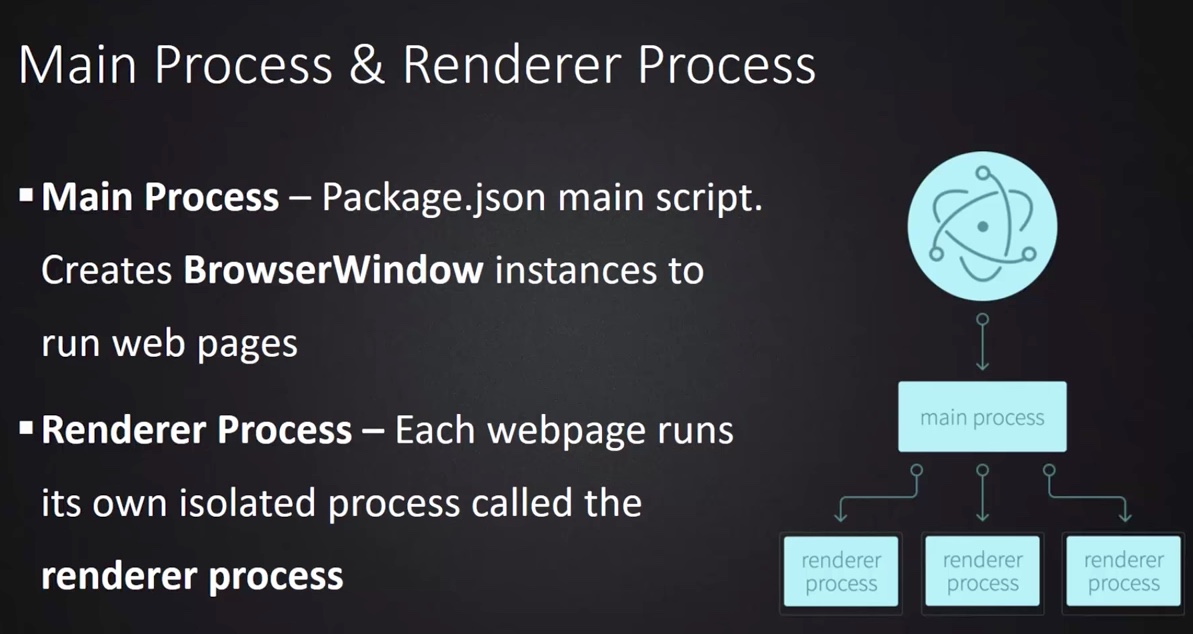 Main Process & Renderer Process
▪ Main Process – Package.json main script.
Creates BrowserWindow instances to
run web pages
▪ Renderer Process – Each webpage runs
its own isolated process called the
renderer process
main process
renderer
process
renderer
process
renderer
process